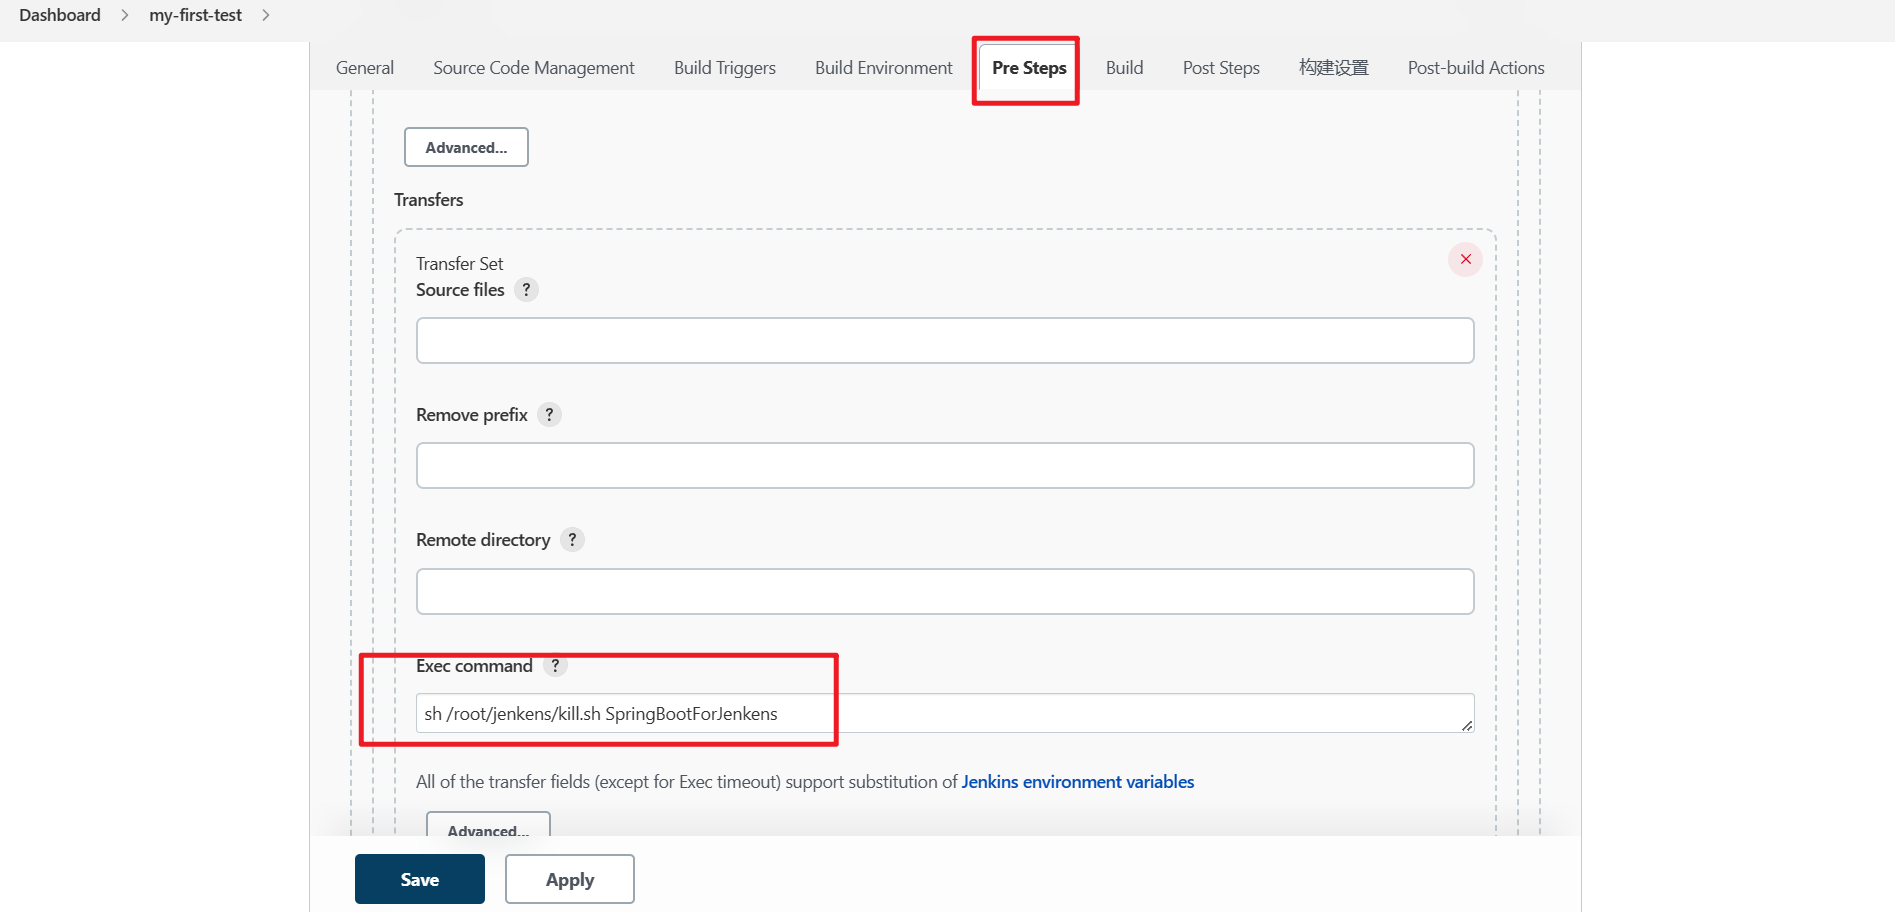 Dashboard my-first-test
General Source Code Management Build Triggers Build Environment Pre Steps Build Post Steps 构建设置 Post-build Actions
Advanced...
Transfers
Transfer Set
Source files ?
Remove prefix ?
Remote directory ?
Exec command ?
sh /root/jenkens/kill.sh SpringBootForJenkens
All of the transfer fields (except for Exec timeout) support substitution of Jenkins environment variables
Advanced...
Save Apply